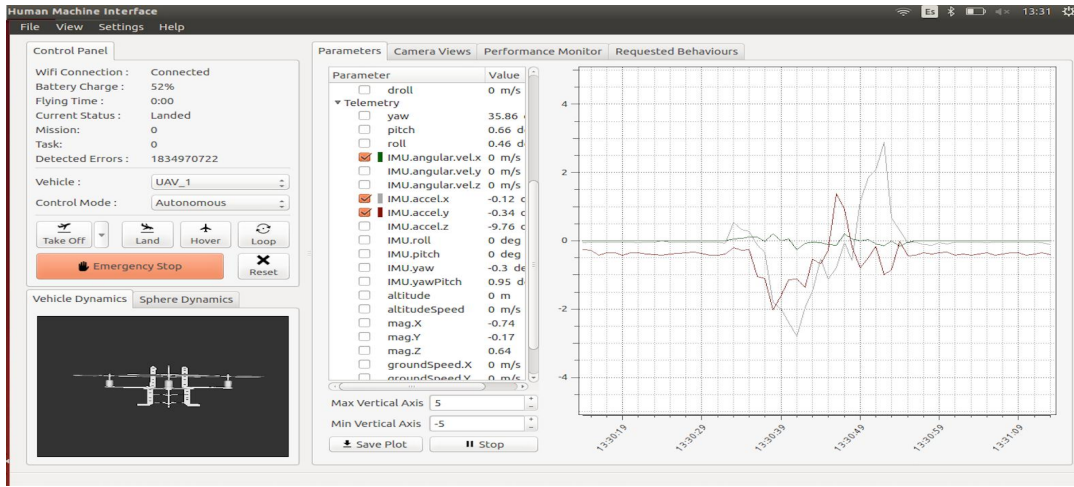 Human Machine Interface
Es 13:31
File View Settings Help
Control Panel
Wifi Connection : Connected
Battery Charge : 52%
Flying Time : 0:00
Current Status : Landed
Mission: 0
Task: 0
Detected Errors : 1834970722
Vehicle : UAV_1
Control Mode : Autonomous
Take Off Land Hover Loop
Emergency Stop Reset
Vehicle Dynamics Sphere Dynamics
Parameters Camera Views Performance Monitor Requested Behaviours
Parameter Value
droll 0 m/s
Telemetry
yaw 35.86
pitch 0.66 d
roll 0.46 d
IMU.angular.vel.x 0 m/s
IMU.angular.vel.y 0 m/s
IMU.angular.vel.z 0 m/s
IMU.accel.x -0.12
IMU.accel.y -0.34
IMU.accel.z -9.76
IMU.roll 0 deg
IMU.pitch 0 deg
IMU.yaw -0.3 de
IMU.yawPitch 0.95 d
altitude 0 m
altitudeSpeed 0 m/s
mag.X -0.74
mag.Y -0.17
mag.Z 0.64
groundSpeed.X 0 m/s
groundSpeed.Y 0 m/s
Max Vertical Axis 5
Min Vertical Axis -5
Save Plot Stop
4
2
0
-2
-4
13:30:19 13:30:29 13:30:39 13:30:49 13:30:59 13:31:09